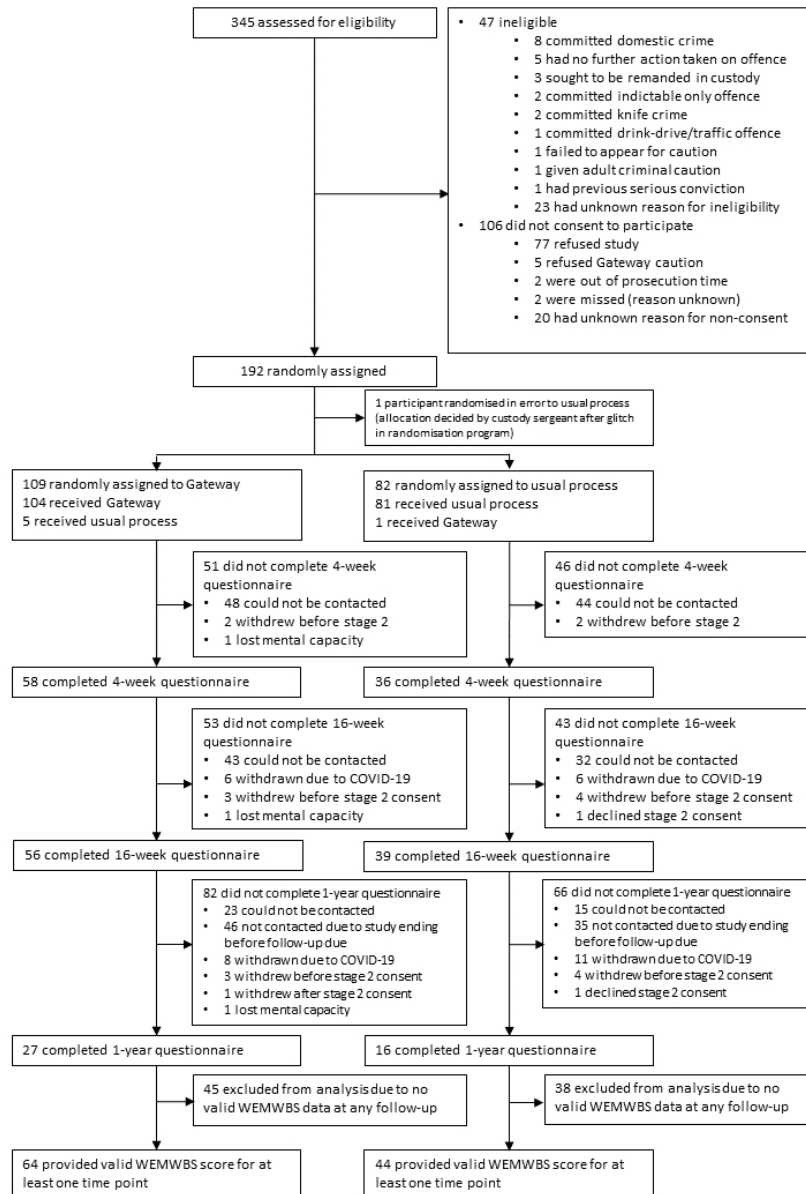 345 assessed for eligibility
• 47 ineligible
• 8 committed domestic crime
• 5 had no further action taken on offence
• 3 sought to be remanded in custody
• 2 committed indictable only offence
• 2 committed knife crime
• 1 committed drink-drive/traffic offence
• 1 failed to appear for caution
• 1 given adult criminal caution
• 1 had previous serious conviction
• 23 had unknown reason for ineligibility
• 106 did not consent to participate
• 77 refused study
• 5 refused Gateway caution
• 2 were out of prosecution time
• 2 were missed (reason unknown)
• 20 had unknown reason for non-consent
192 randomly assigned
1 participant randomised in error to usual process
(allocation decided by custody sergeant after glitch
in randomisation program)
109 randomly assigned to Gateway
104 received Gateway
5 received usual process
82 randomly assigned to usual process
81 received usual process
1 received Gateway
51 did not complete 4-week
questionnaire
• 48 could not be contacted
• 2 withdrew before stage 2
• 1 lost mental capacity
46 did not complete 4-week
questionnaire
• 44 could not be contacted
• 2 withdrew before stage 2
58 completed 4-week questionnaire
36 completed 4-week questionnaire
53 did not complete 16-week
questionnaire
• 43 could not be contacted
• 6 withdrawn due to COVID-19
• 3 withdrew before stage 2 consent
• 1 lost mental capacity
43 did not complete 16-week
questionnaire
• 32 could not be contacted
• 6 withdrawn due to COVID-19
• 4 withdrew before stage 2 consent
• 1 declined stage 2 consent
56 completed 16-week questionnaire
39 completed 16-week questionnaire
82 did not complete 1-year questionnaire
• 23 could not be contacted
• 46 not contacted due to study ending
before follow-up due
• 8 withdrawn due to COVID-19
• 3 withdrew before stage 2 consent
• 1 withdrew after stage 2 consent
• 1 lost mental capacity
66 did not complete 1-year questionnaire
• 15 could not be contacted
• 35 not contacted due to study ending
before follow-up due
• 11 withdrawn due to COVID-19
• 4 withdrew before stage 2 consent
• 1 declined stage 2 consent
27 completed 1-year questionnaire
16 completed 1-year questionnaire
45 excluded from analysis due to no
valid WEMWBS data at any follow-up
38 excluded from analysis due to no
valid WEMWBS data at any follow-up
64 provided valid WEMWBS score for at
least one time point
44 provided valid WEMWBS score for at
least one time point